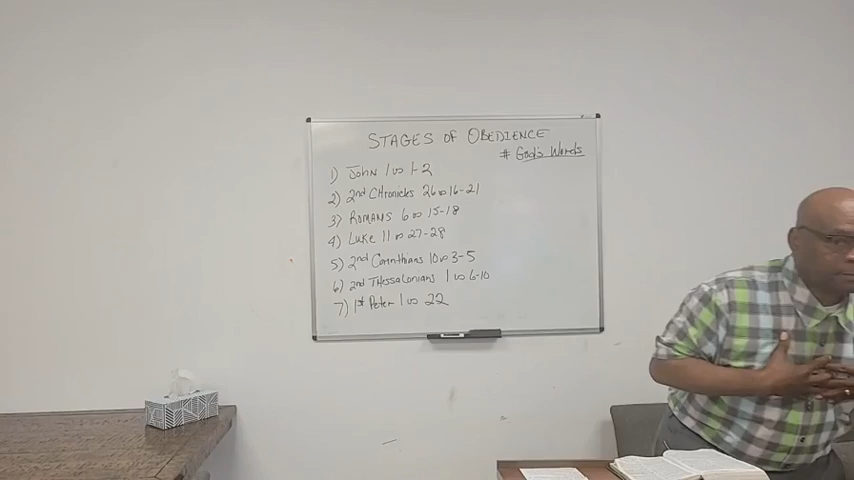 STAGES OF OBEDIENCE
# God's Words
1) John 1 vs 1-2
2) 2nd CHronicles 26 vs 16-21
3) ROMANS 6 vs 15-18
4) Luke 11 vs 27-28
5) 2nd Corinthians 10 vs 3-5
6) 2nd THessalonians 1 vs 6-10
7) 1st Peter 1 vs 22